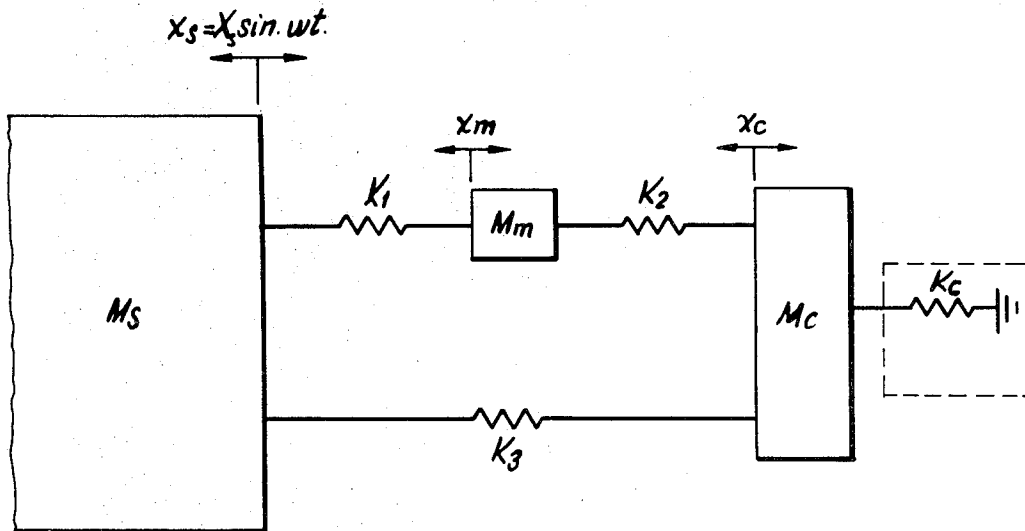 xs = Xs sin. wt.
xm
xc
K1
K2
Mm
Ms
Mc
Kc
K3